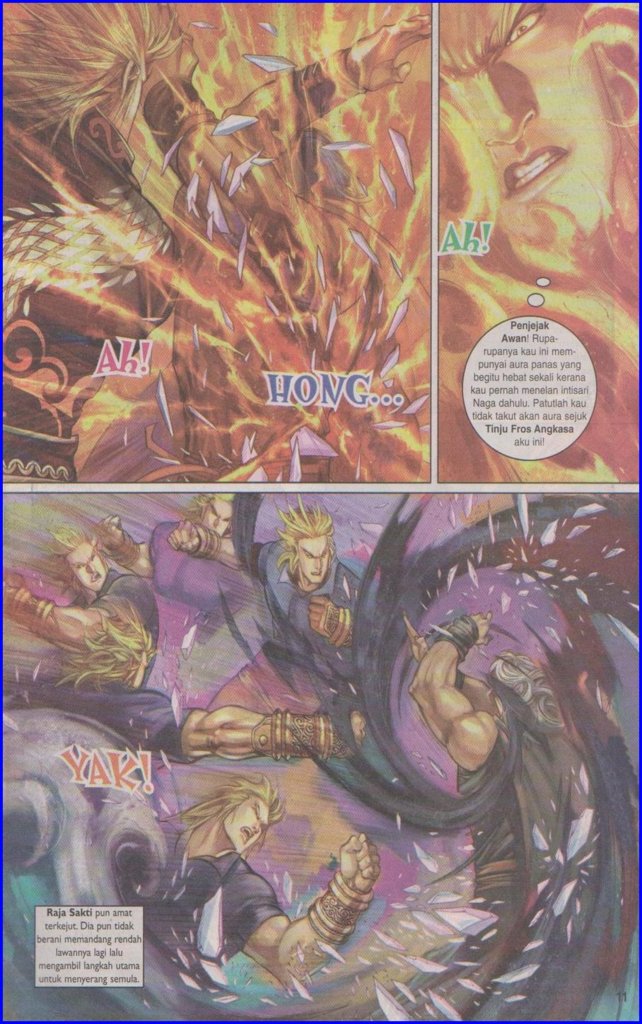 Ah!
HONG...
Ah!
Penjejak
Awan! Rupa-
rupanya kau ini mem-
punyai aura panas yang
begitu hebat sekali kerana
kau pernah menelan intisari
Naga dahulu. Patutlah kau
tidak takut akan aura sejuk
Tinju Fros Angkasa
aku ini!
YAK!
Raja Sakti pun amat
terkejut. Dia pun tidak
berani memandang rendah
lawannya lagi lalu
mengambil langkah utama
untuk menyerang semula.
11